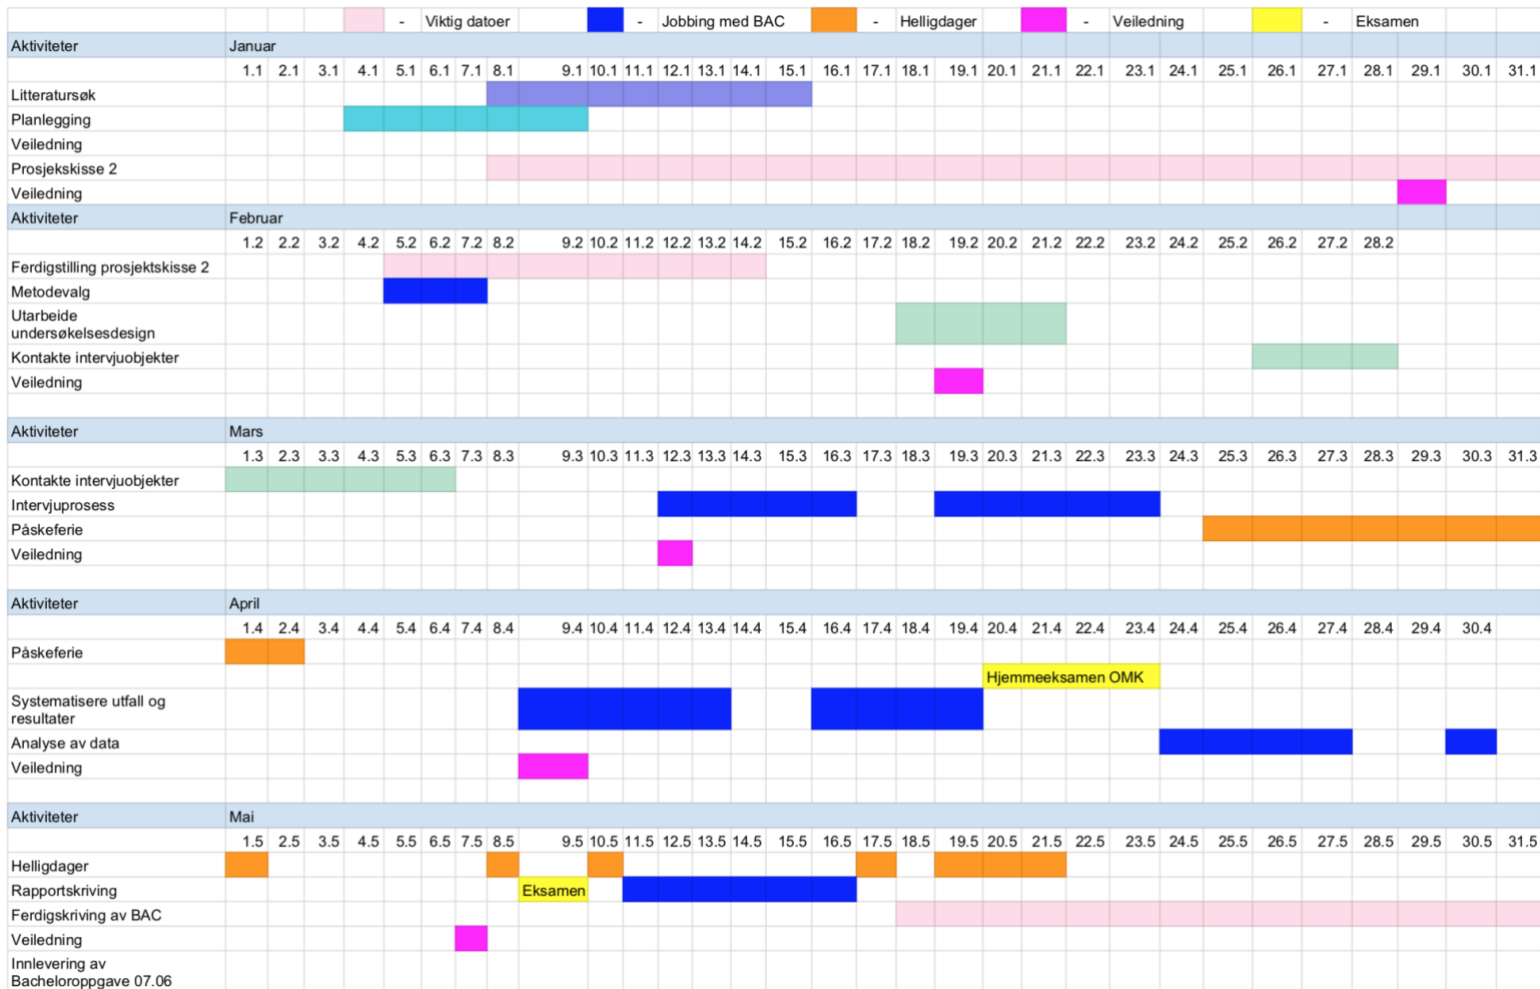 - Viktig datoer - Jobbing med BAC - Helligdager - Veiledning - Eksamen
Aktiviteter Januar
1.1 2.1 3.1 4.1 5.1 6.1 7.1 8.1 9.1 10.1 11.1 12.1 13.1 14.1 15.1 16.1 17.1 18.1 19.1 20.1 21.1 22.1 23.1 24.1 25.1 26.1 27.1 28.1 29.1 30.1 31.1
Litteratursøk
Planlegging
Veiledning
Prosjekskisse 2
Veiledning
Aktiviteter Februar
1.2 2.2 3.2 4.2 5.2 6.2 7.2 8.2 9.2 10.2 11.2 12.2 13.2 14.2 15.2 16.2 17.2 18.2 19.2 20.2 21.2 22.2 23.2 24.2 25.2 26.2 27.2 28.2
Ferdigstilling prosjektskisse 2
Metodevalg
Utarbeide
undersøkelsesdesign
Kontakte intervjuobjekter
Veiledning
Aktiviteter Mars
1.3 2.3 3.3 4.3 5.3 6.3 7.3 8.3 9.3 10.3 11.3 12.3 13.3 14.3 15.3 16.3 17.3 18.3 19.3 20.3 21.3 22.3 23.3 24.3 25.3 26.3 27.3 28.3 29.3 30.3 31.3
Kontakte intervjuobjekter
Intervjuprosess
Påskeferie
Veiledning
Aktiviteter April
1.4 2.4 3.4 4.4 5.4 6.4 7.4 8.4 9.4 10.4 11.4 12.4 13.4 14.4 15.4 16.4 17.4 18.4 19.4 20.4 21.4 22.4 23.4 24.4 25.4 26.4 27.4 28.4 29.4 30.4
Påskeferie
Hjemmeeksamen OMK
Systematisere utfall og
resultater
Analyse av data
Veiledning
Aktiviteter Mai
1.5 2.5 3.5 4.5 5.5 6.5 7.5 8.5 9.5 10.5 11.5 12.5 13.5 14.5 15.5 16.5 17.5 18.5 19.5 20.5 21.5 22.5 23.5 24.5 25.5 26.5 27.5 28.5 29.5 30.5 31.5
Helligdager
Rapportskriving Eksamen
Ferdigskriving av BAC
Veiledning
Innlevering av
Bacheloroppgave 07.06